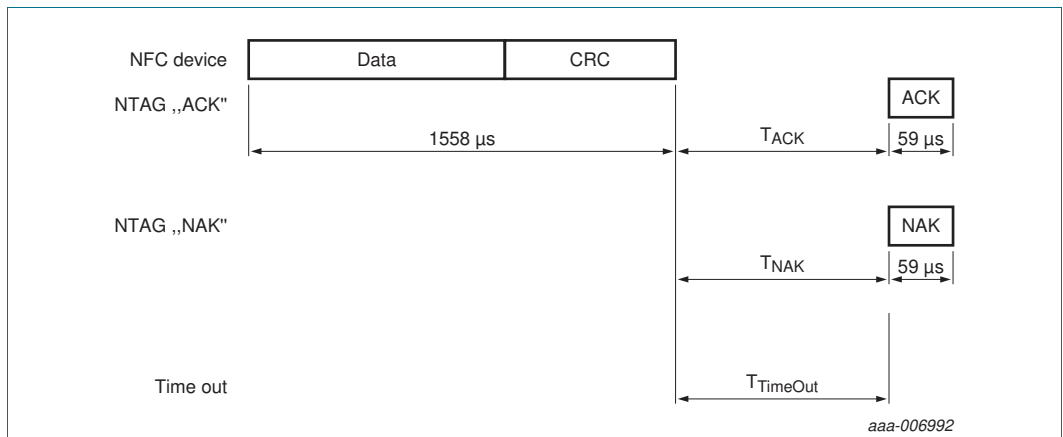 NFC device Data CRC
NTAG ,,ACK" ACK
1558 µs TACK 59 µs
NTAG ,,NAK" NAK
TNAK 59 µs
Time out TTimeOut
aaa-006992